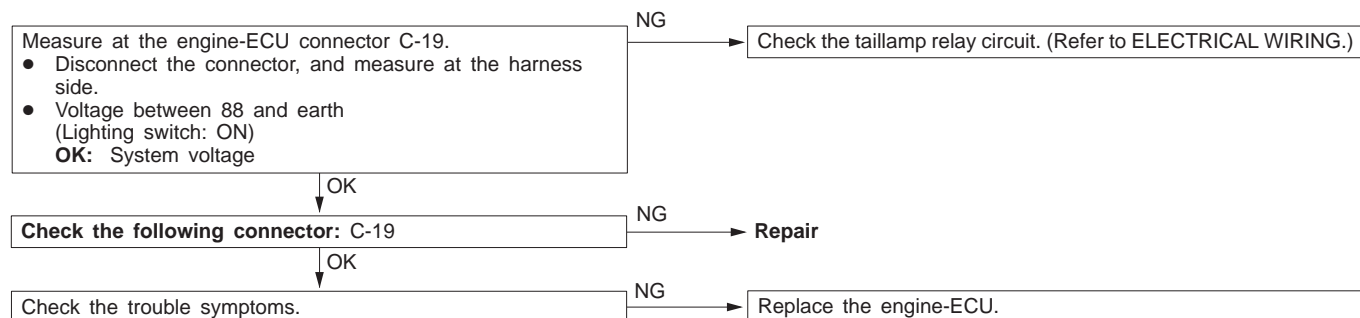 NG
Measure at the engine-ECU connector C-19.
● Disconnect the connector, and measure at the harness
side.
● Voltage between 88 and earth
(Lighting switch: ON)
OK: System voltage
Check the taillamp relay circuit. (Refer to ELECTRICAL WIRING.)
OK
NG
Check the following connector: C-19
Repair
OK
NG
Check the trouble symptoms.
Replace the engine-ECU.